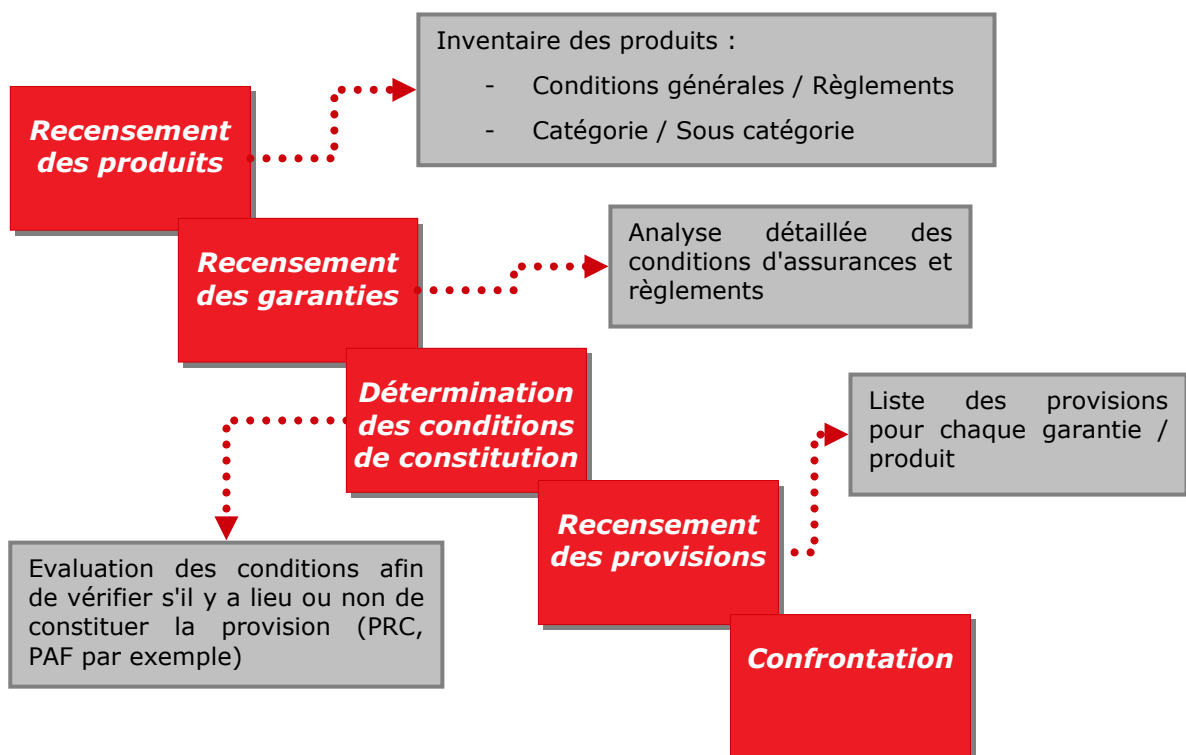 Inventaire des produits :
- Conditions générales / Règlements
- Catégorie / Sous catégorie
Recensement
des produits
Recensement
des garanties
Analyse détaillée des
conditions d'assurances et
règlements
Détermination
des conditions
de constitution
Liste des provisions
pour chaque garantie /
produit
Recensement
des provisions
Evaluation des conditions afin
de vérifier s'il y a lieu ou non de
constituer la provision (PRC,
PAF par exemple)
Confrontation